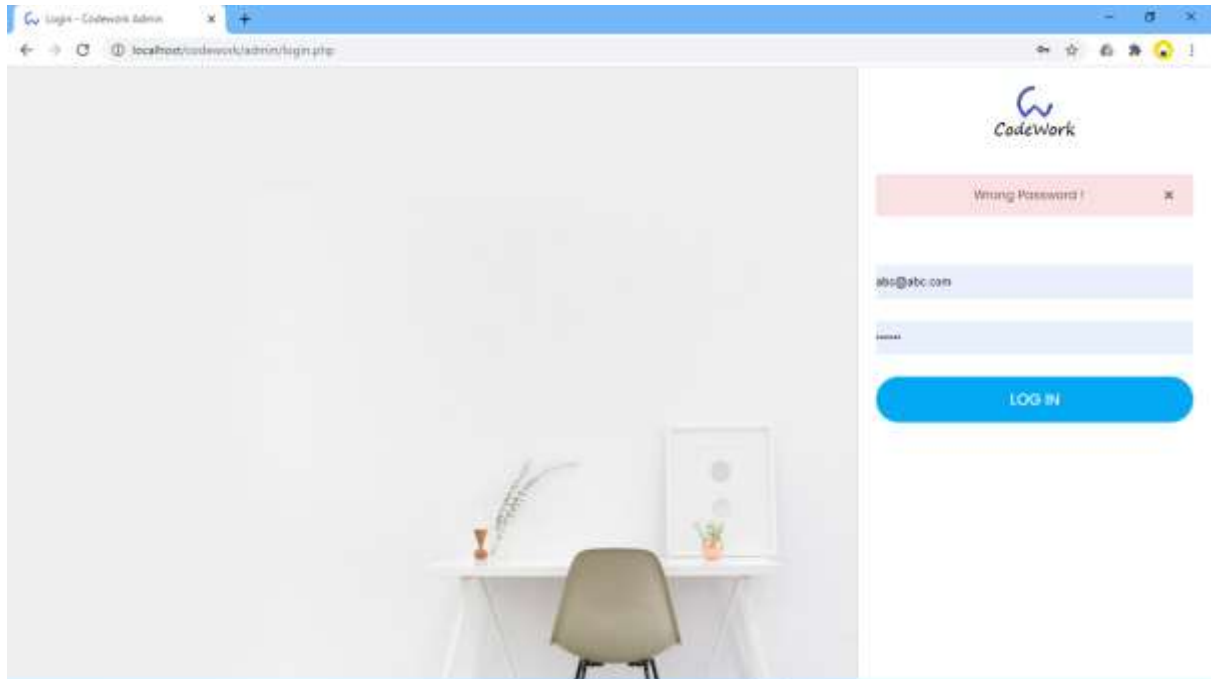 Login - Codework Admin
localhost/codework/admin/login.php
CodeWork
Wrong Password !
abc@abc.com
LOG IN